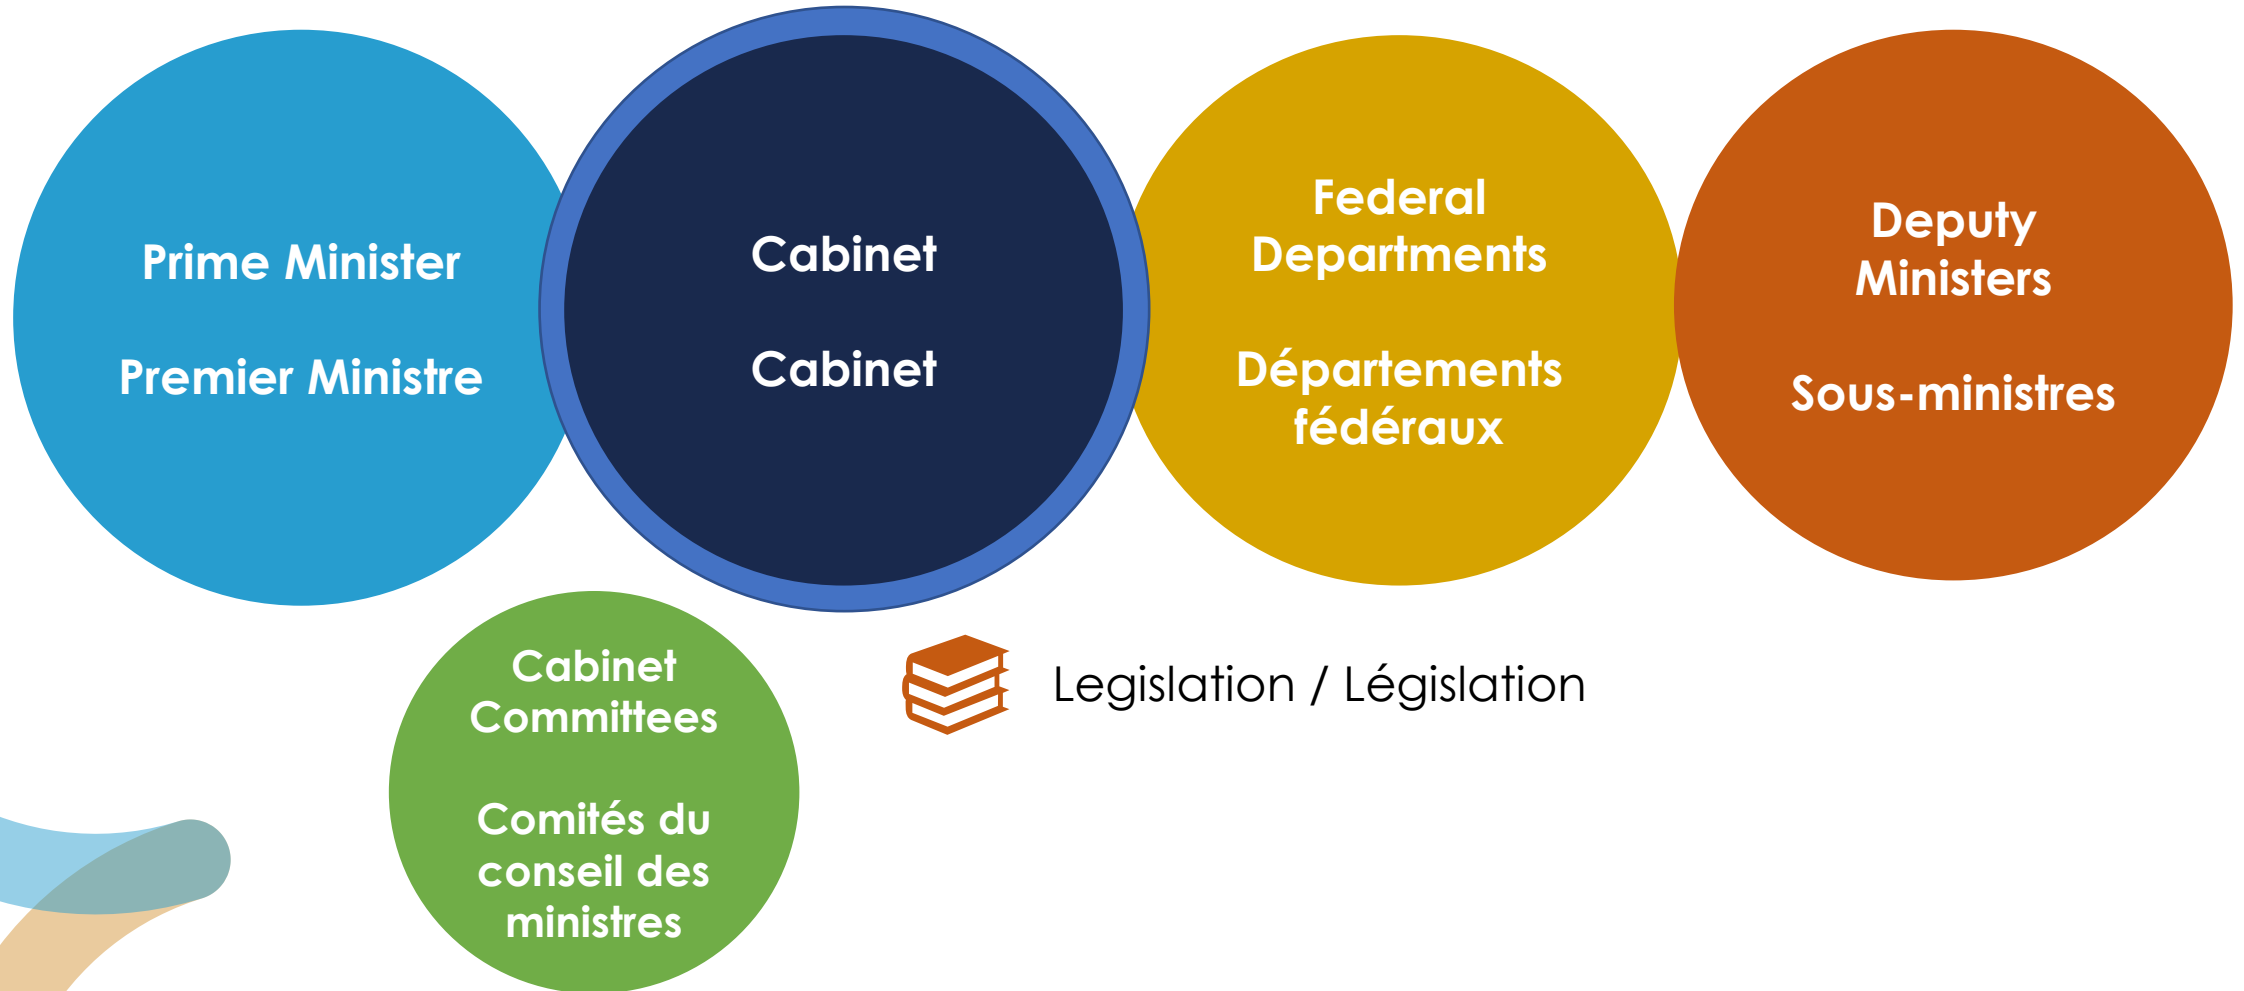 Prime Minister
Premier Ministre
Cabinet
Cabinet
Federal
Departments
Départements
fédéraux
Deputy
Ministers
Sous-ministres
Cabinet
Committees
Comités du
conseil des
ministres
Legislation / Législation